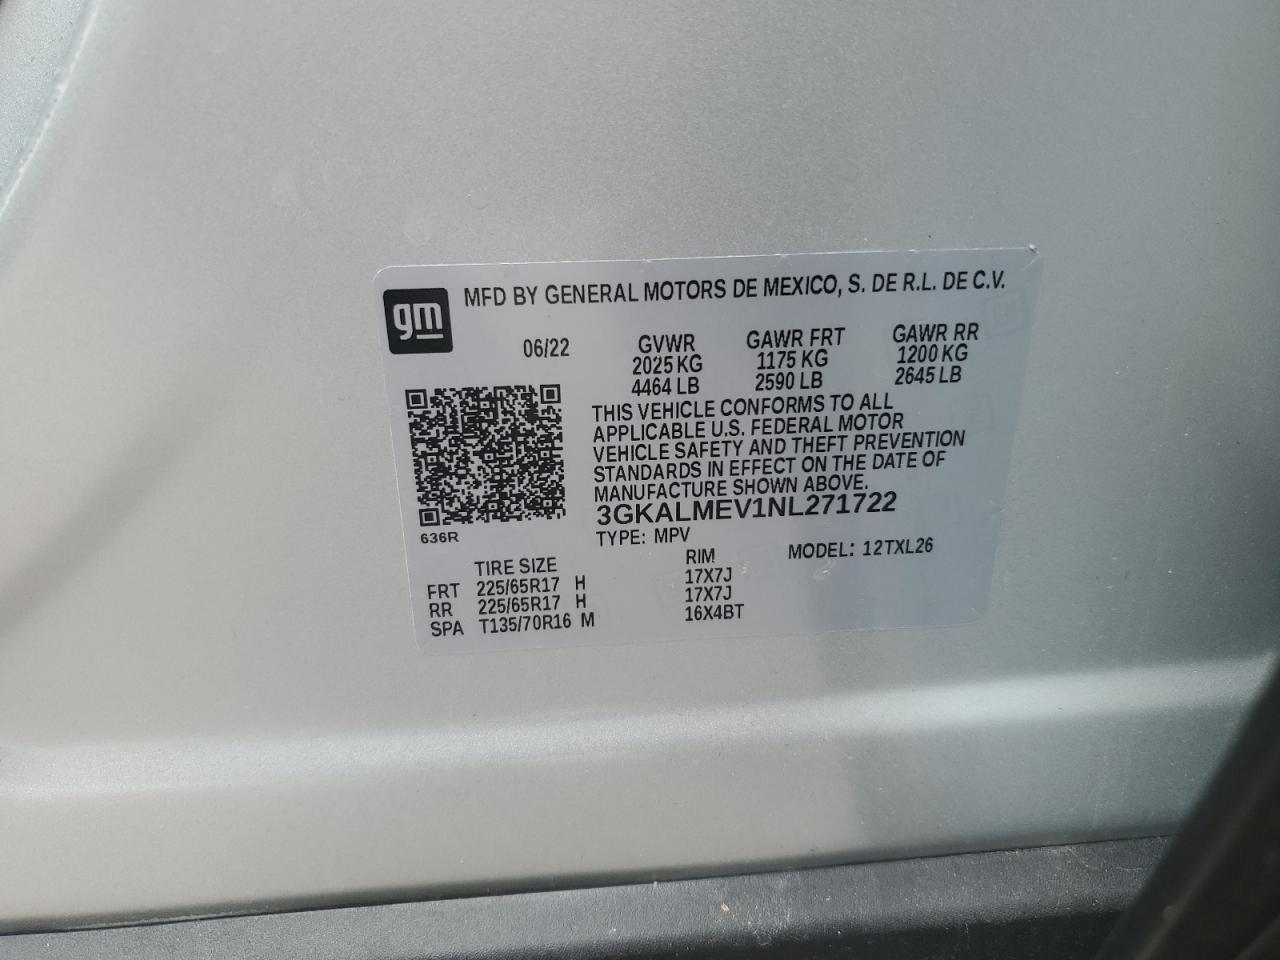 gm
MFD BY GENERAL MOTORS DE MEXICO, S. DE R.L. DE C.V.
06/22 GVWR GAWR FRT GAWR RR
2025 KG 1175 KG 1200 KG
4464 LB 2590 LB 2645 LB
THIS VEHICLE CONFORMS TO ALL
APPLICABLE U.S. FEDERAL MOTOR
VEHICLE SAFETY AND THEFT PREVENTION
STANDARDS IN EFFECT ON THE DATE OF
MANUFACTURE SHOWN ABOVE.
3GKALMEV1NL271722
636R
TYPE: MPV MODEL: 12TXL26
TIRE SIZE RIM
FRT 225/65R17 H 17X7J
RR 225/65R17 H 17X7J
SPA T135/70R16 M 16X4BT